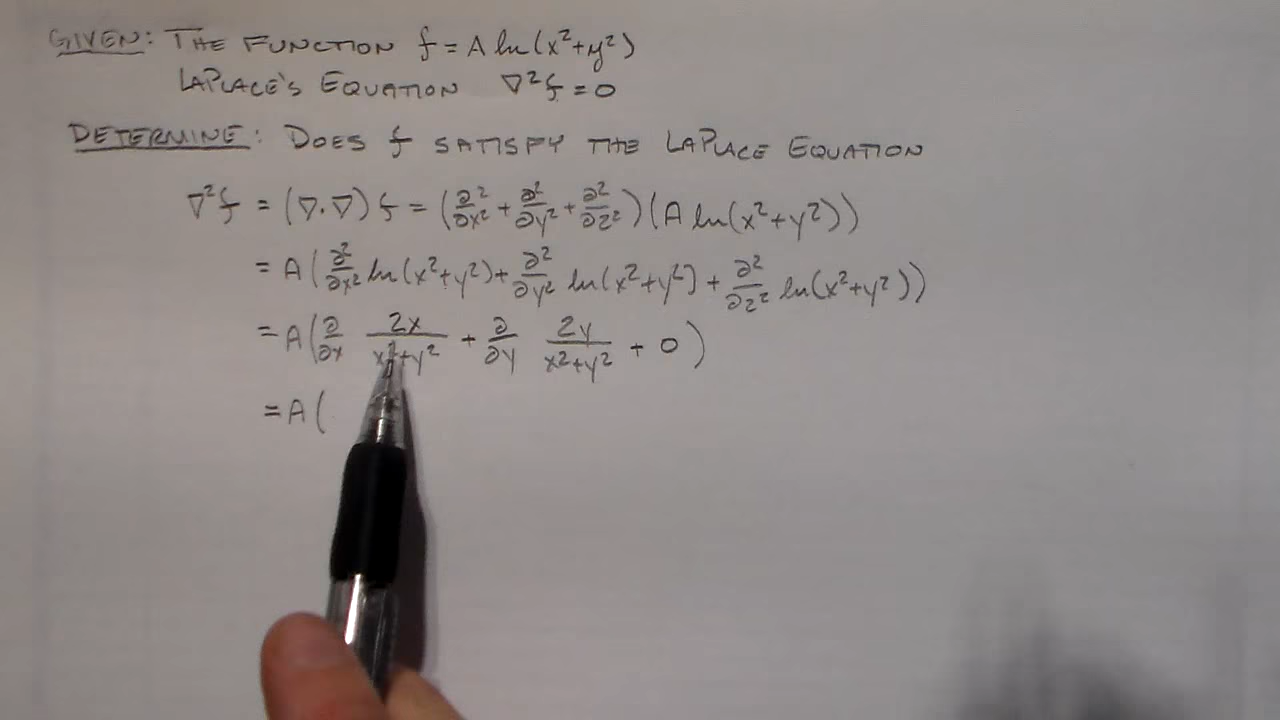 GIVEN: THE FUNCTION f = A ln(x²+y²)
LAPLACE'S EQUATION ∇²f = 0
DETERMINE: DOES f SATISFY THE LAPLACE EQUATION
∇²f = (∇·∇) f = (∂²/∂x² + ∂²/∂y² + ∂²/∂z²)(A ln(x²+y²))
= A(∂²/∂x² ln(x²+y²) + ∂²/∂y² ln(x²+y²) + ∂²/∂z² ln(x²+y²))
= A(∂/∂x 2x/(x²+y²) + ∂/∂y 2y/(x²+y²) + 0)
= A(